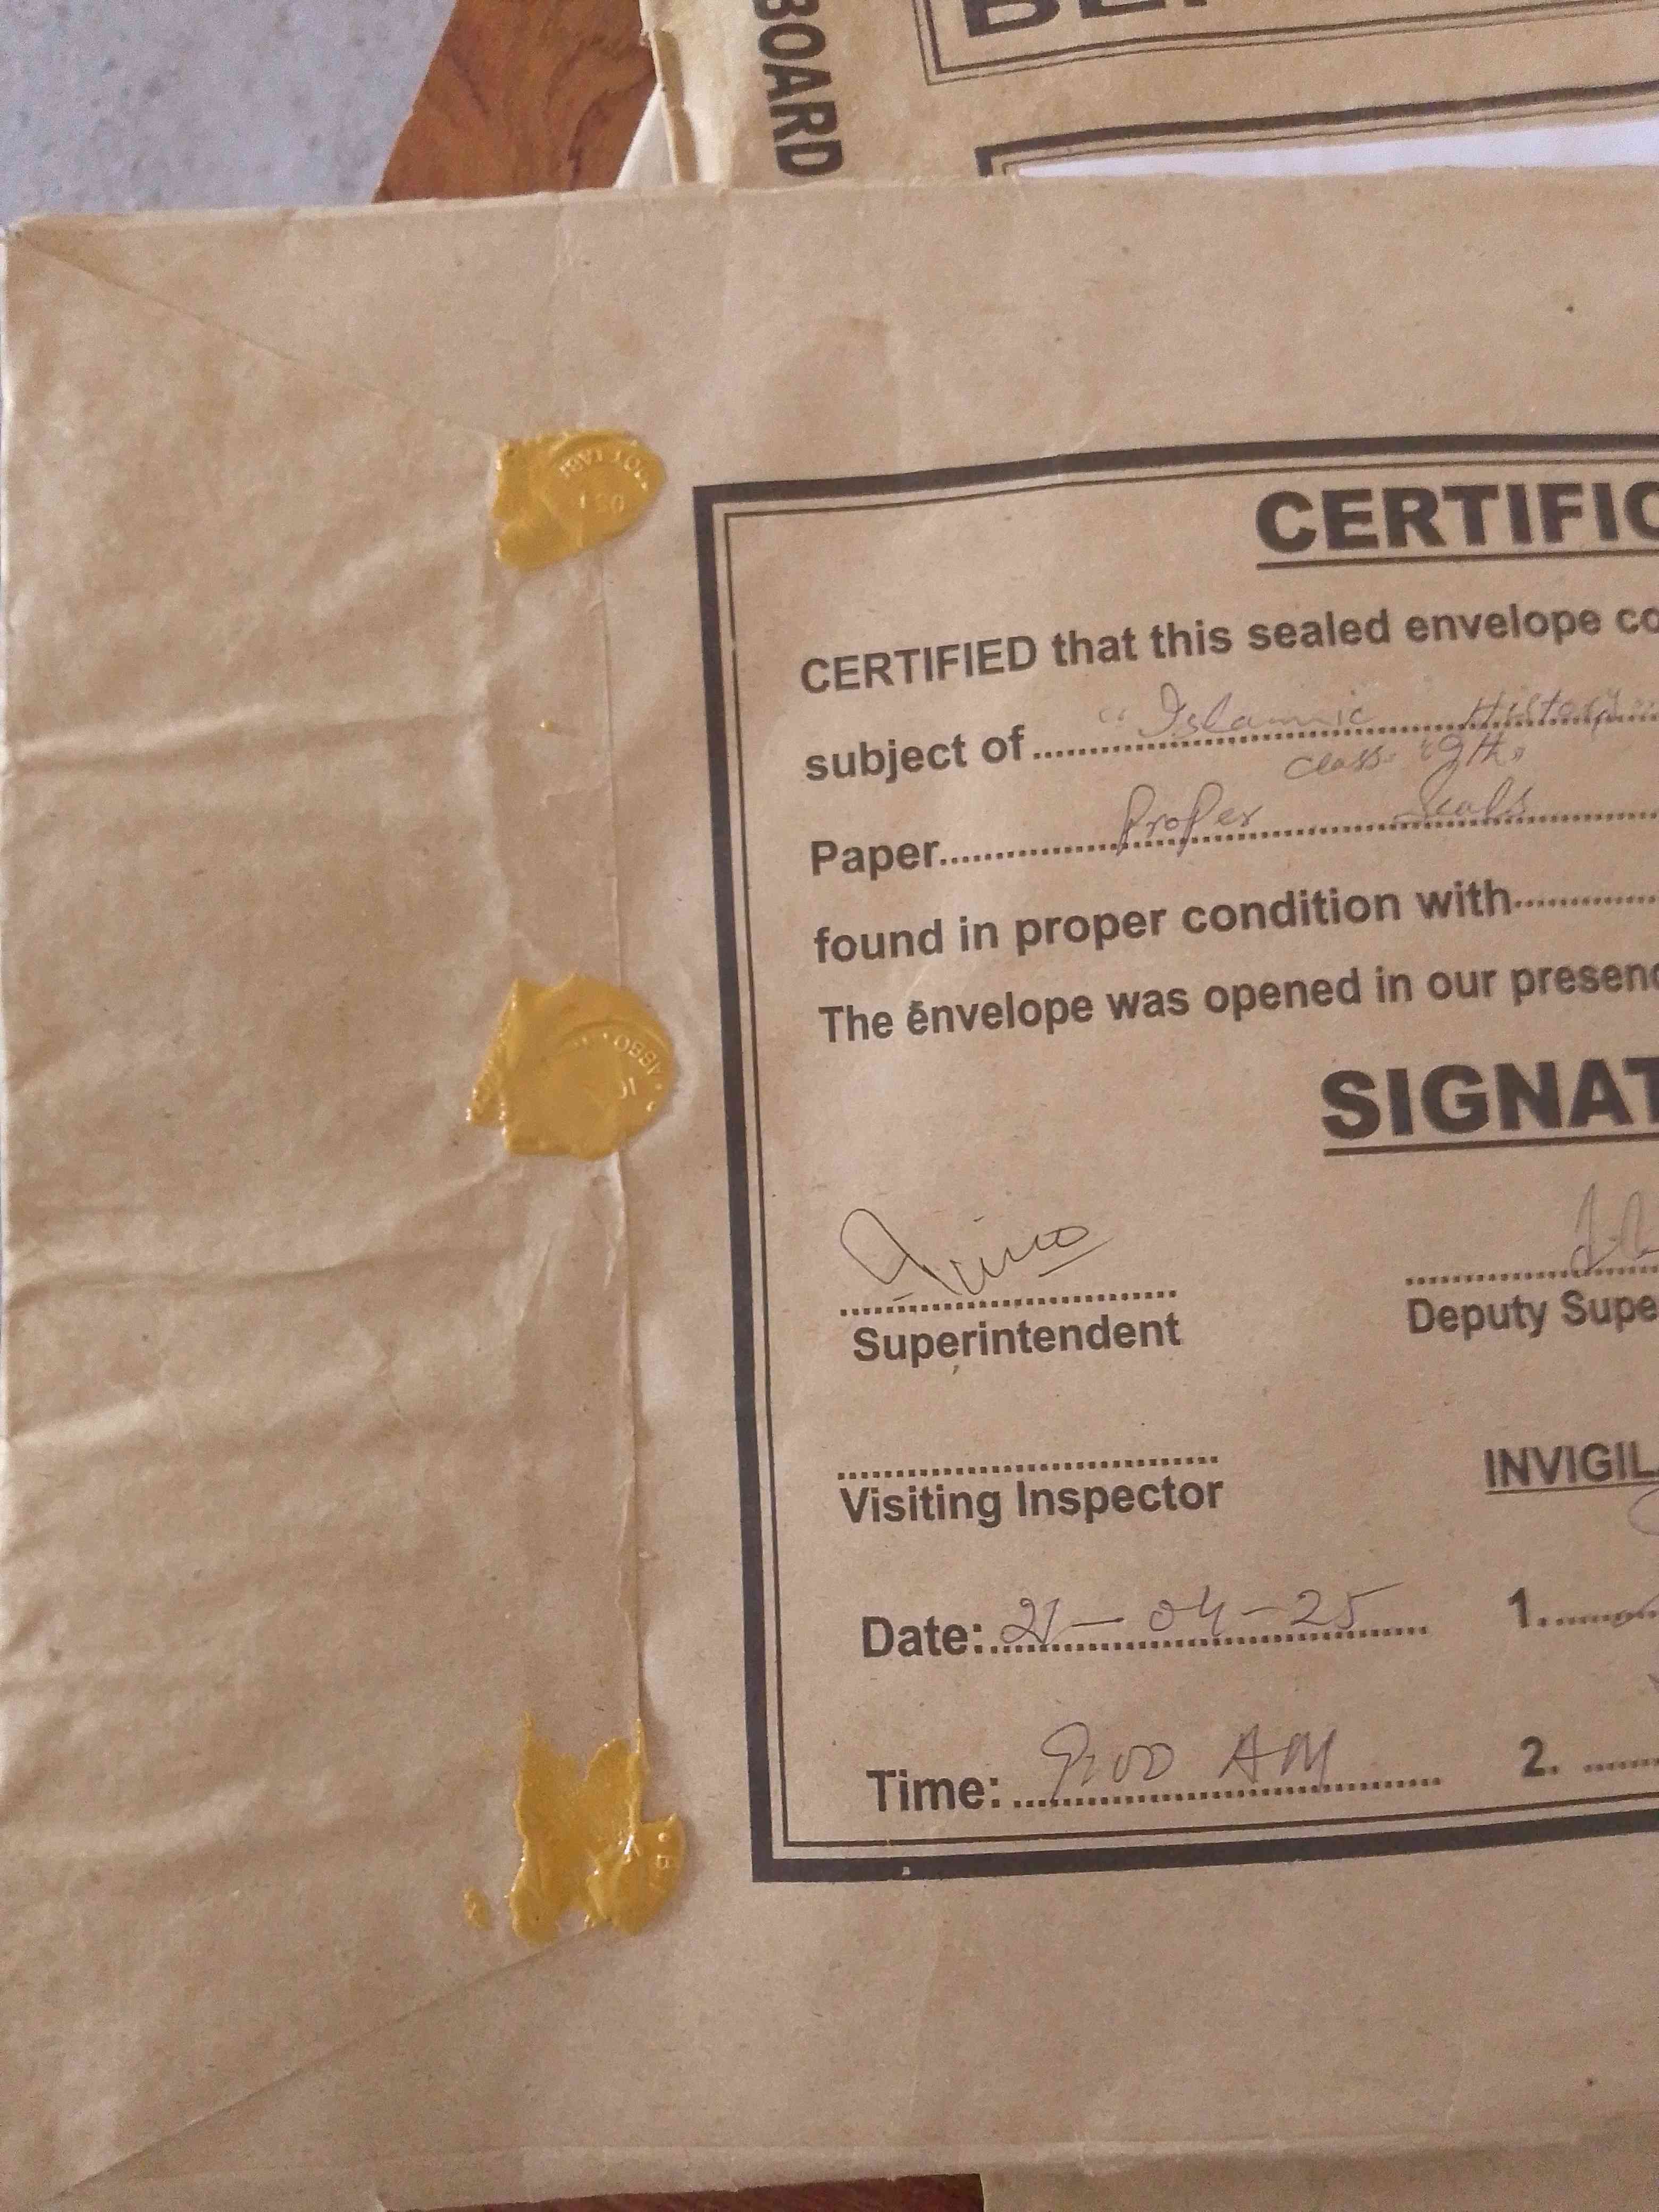 BOARD
CERTIFIC
CERTIFIED that this sealed envelope co
subject of "Islamic History
class "9th"
Paper Proper Seals
found in proper condition with
The envelope was opened in our presenc
SIGNAT
Superintendent
Deputy Supe
Visiting Inspector
INVIGIL
Date: 21-04-25
1.
Time: 9:00 AM
2.